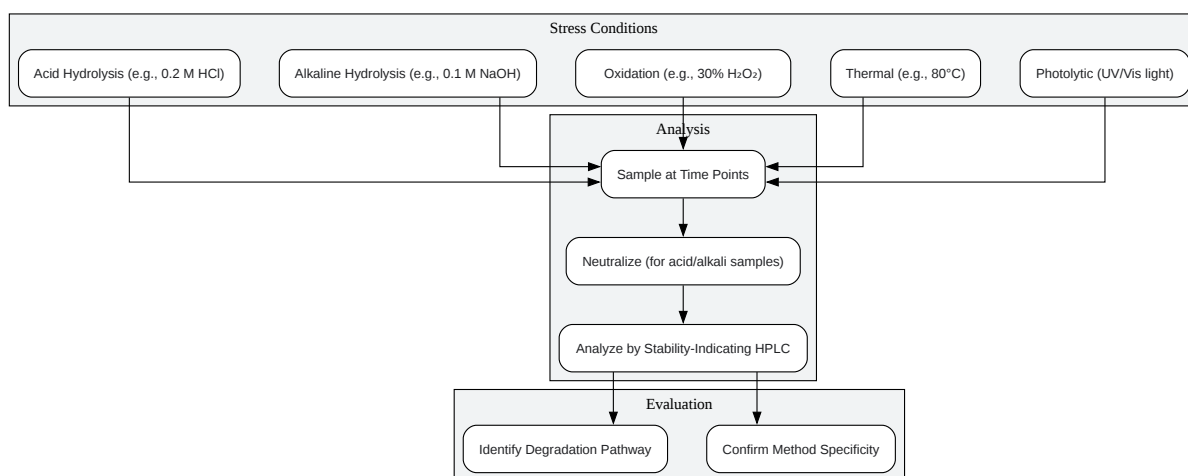 Stress Conditions
Acid Hydrolysis (e.g., 0.2 M HCl)
Alkaline Hydrolysis (e.g., 0.1 M NaOH)
Oxidation (e.g., 30% H₂O₂)
Thermal (e.g., 80°C)
Photolytic (UV/Vis light)
Analysis
Sample at Time Points
Neutralize (for acid/alkali samples)
Analyze by Stability-Indicating HPLC
Evaluation
Identify Degradation Pathway
Confirm Method Specificity